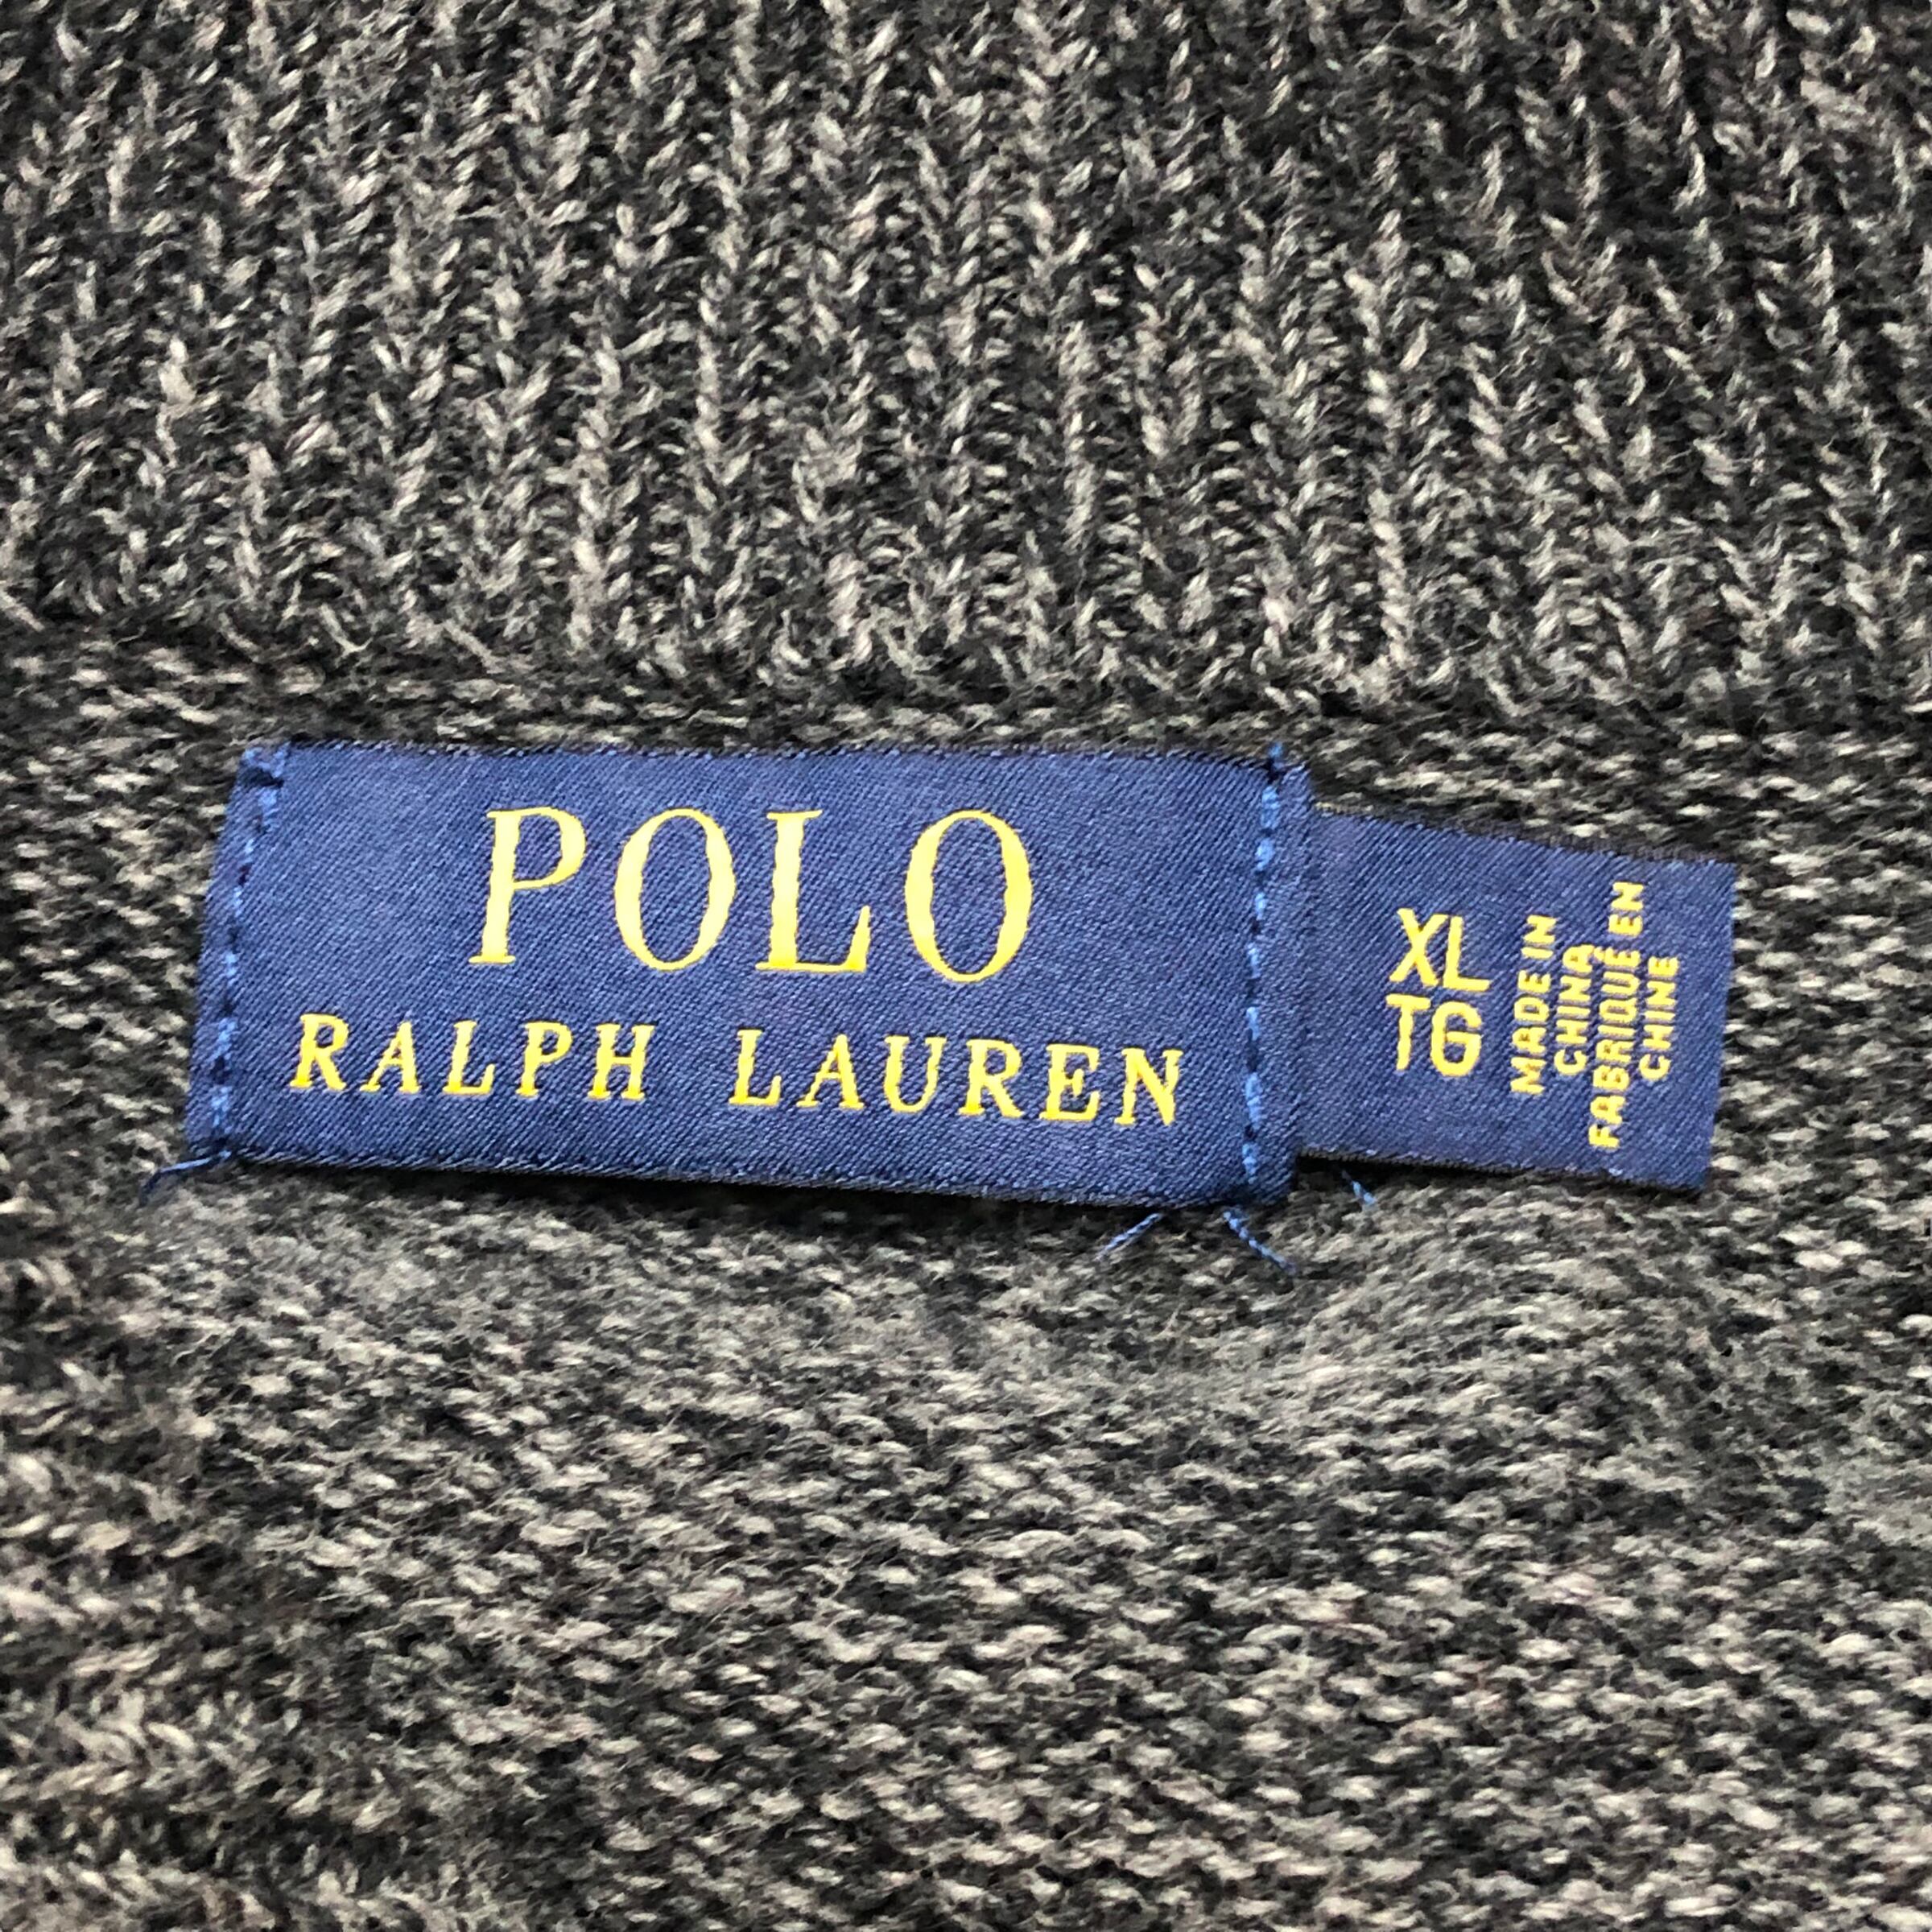 POLO
RALPH LAUREN
XL
TG
MADE IN
CHINA
FABRIQUÉ EN
CHINE